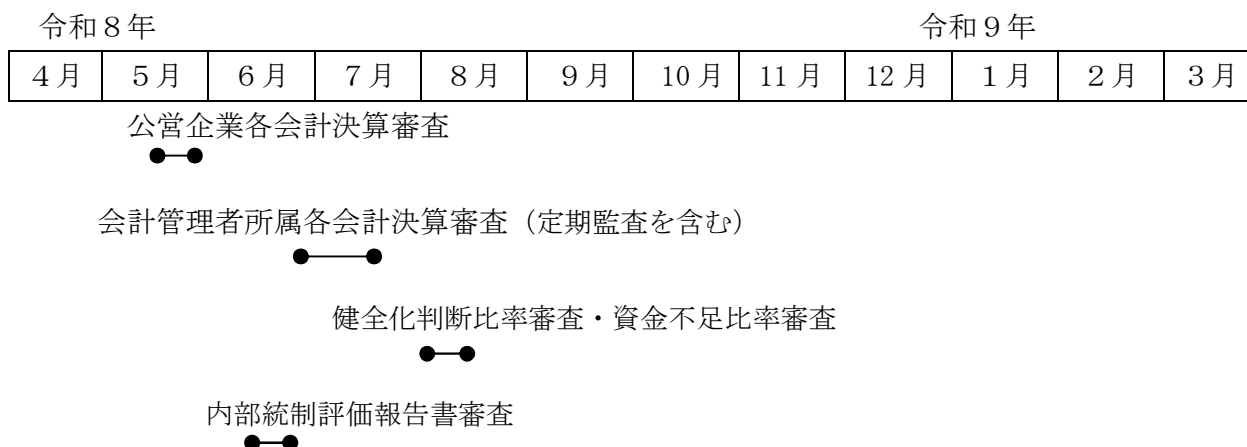 令和８年 令和９年
４月 ５月 ６月 ７月 ８月 ９月 10月 11月 12月 １月 ２月 ３月
公営企業各会計決算審査
会計管理者所属各会計決算審査（定期監査を含む）
健全化判断比率審査・資金不足比率審査
内部統制評価報告書審査